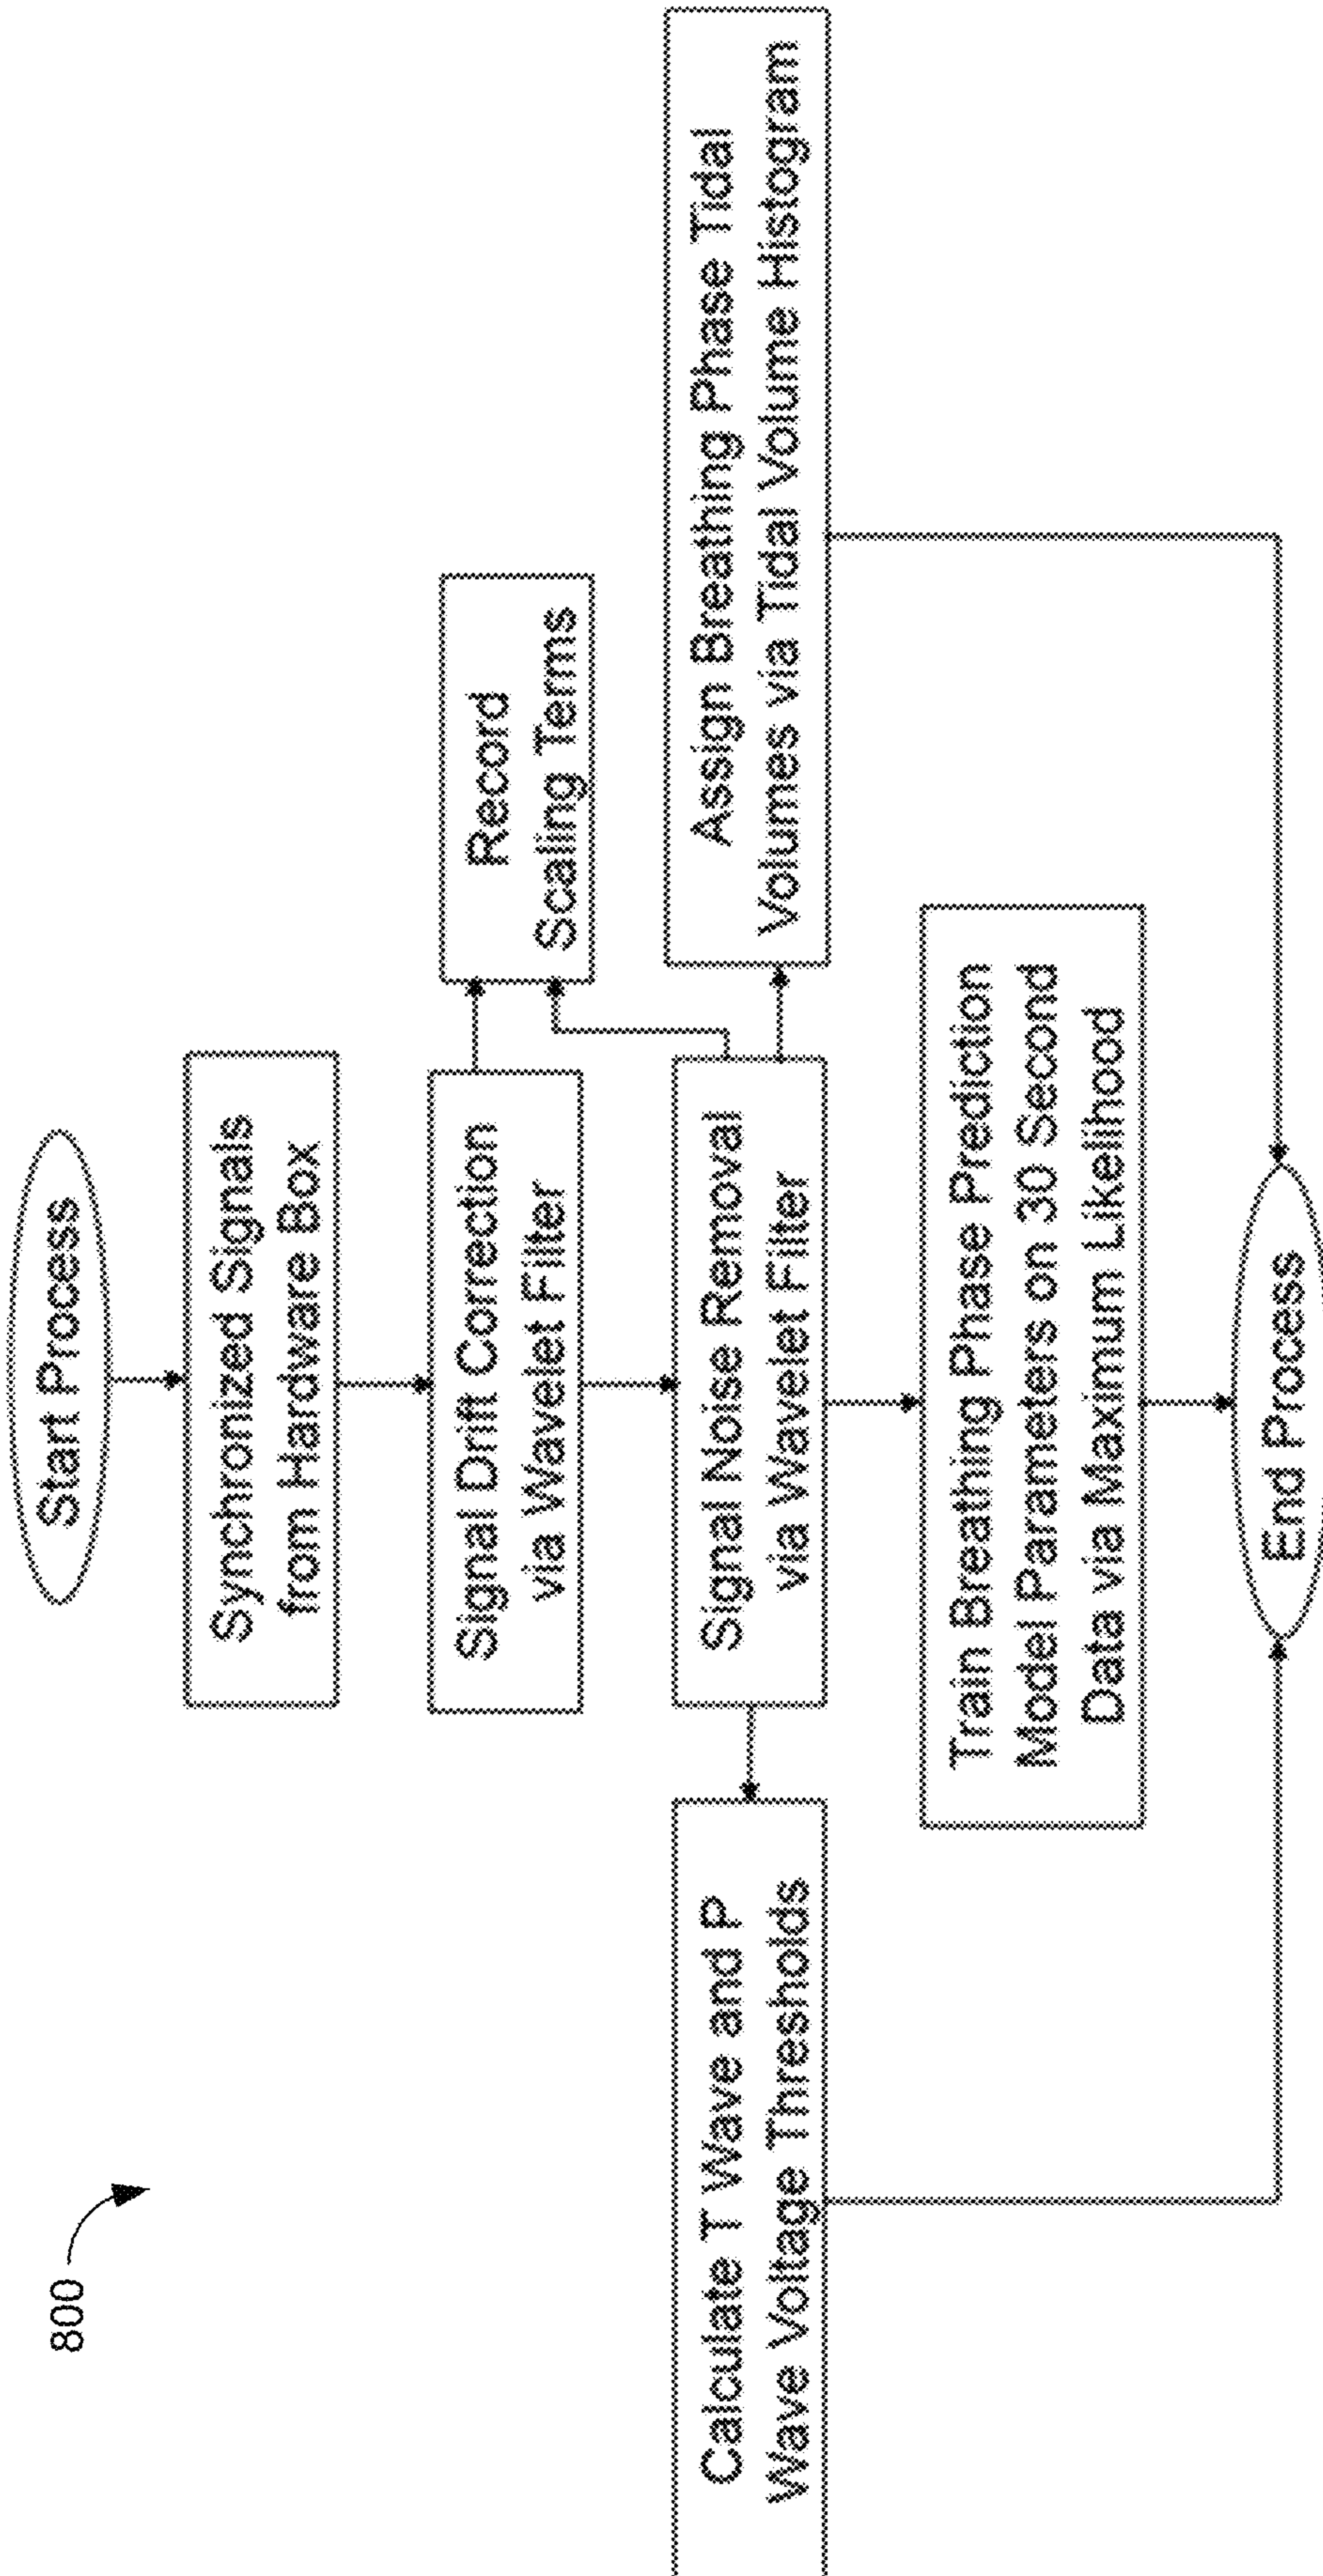 800
Start Process
Synchronized Signals
from Hardware Box
Signal Drift Correction
via Wavelet Filter
Record
Scaling Terms
Calculate T Wave and P
Wave Voltage Thresholds
Signal Noise Removal
via Wavelet Filter
Assign Breathing Phase Tidal
Volumes via Tidal Volume Histogram
Train Breathing Phase Prediction
Model Parameters on 30 Second
Data via Maximum Likelihood
End Process